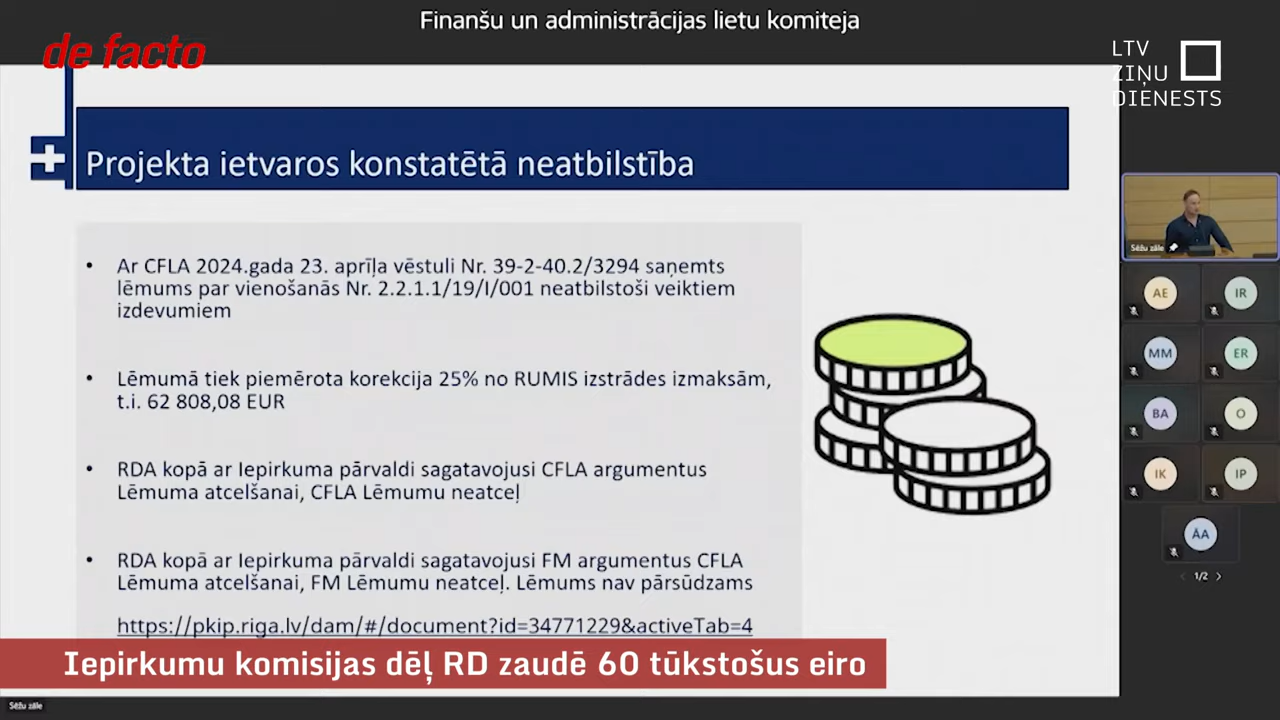 Finanšu un administrācijas lietu komiteja
de facto
LTV
ZIŅU
DIENESTS
Projekta ietvaros konstatētā neatbilstība
• Ar CFLA 2024.gada 23. aprīļa vēstuli Nr. 39-2-40.2/3294 saņemts
lēmums par vienošanās Nr. 2.2.1.1/19/I/001 neatbilstoši veiktiem
izdevumiem
• Lēmumā tiek piemērota korekcija 25% no RUMIS izstrādes izmaksām,
t.i. 62 808,08 EUR
• RDA kopā ar Iepirkuma pārvaldi sagatavojusi CFLA argumentus
Lēmuma atcelšanai, CFLA Lēmumu neatceļ
• RDA kopā ar Iepirkuma pārvaldi sagatavojusi FM argumentus CFLA
Lēmuma atcelšanai, FM Lēmumu neatceļ. Lēmums nav pārsūdzams
https://pkip.riga.lv/dam/#/document?id=34771229&activeTab=4
Sēžu zāle
AE
IR
MM
ER
BA
O
IK
IP
ĀA
1/2
Iepirkumu komisijas dēļ RD zaudē 60 tūkstošus eiro
Sēžu zāle